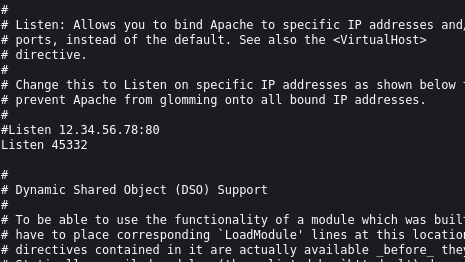 #
# Listen: Allows you to bind Apache to specific IP addresses and/
# ports, instead of the default. See also the <VirtualHost>
# directive.
#
# Change this to Listen on specific IP addresses as shown below
# prevent Apache from glomming onto all bound IP addresses.
#
#Listen 12.34.56.78:80
Listen 45332
#
# Dynamic Shared Object (DSO) Support
#
# To be able to use the functionality of a module which was built
# have to place corresponding `LoadModule' lines at this location
# directives contained in it are actually available _before_ they